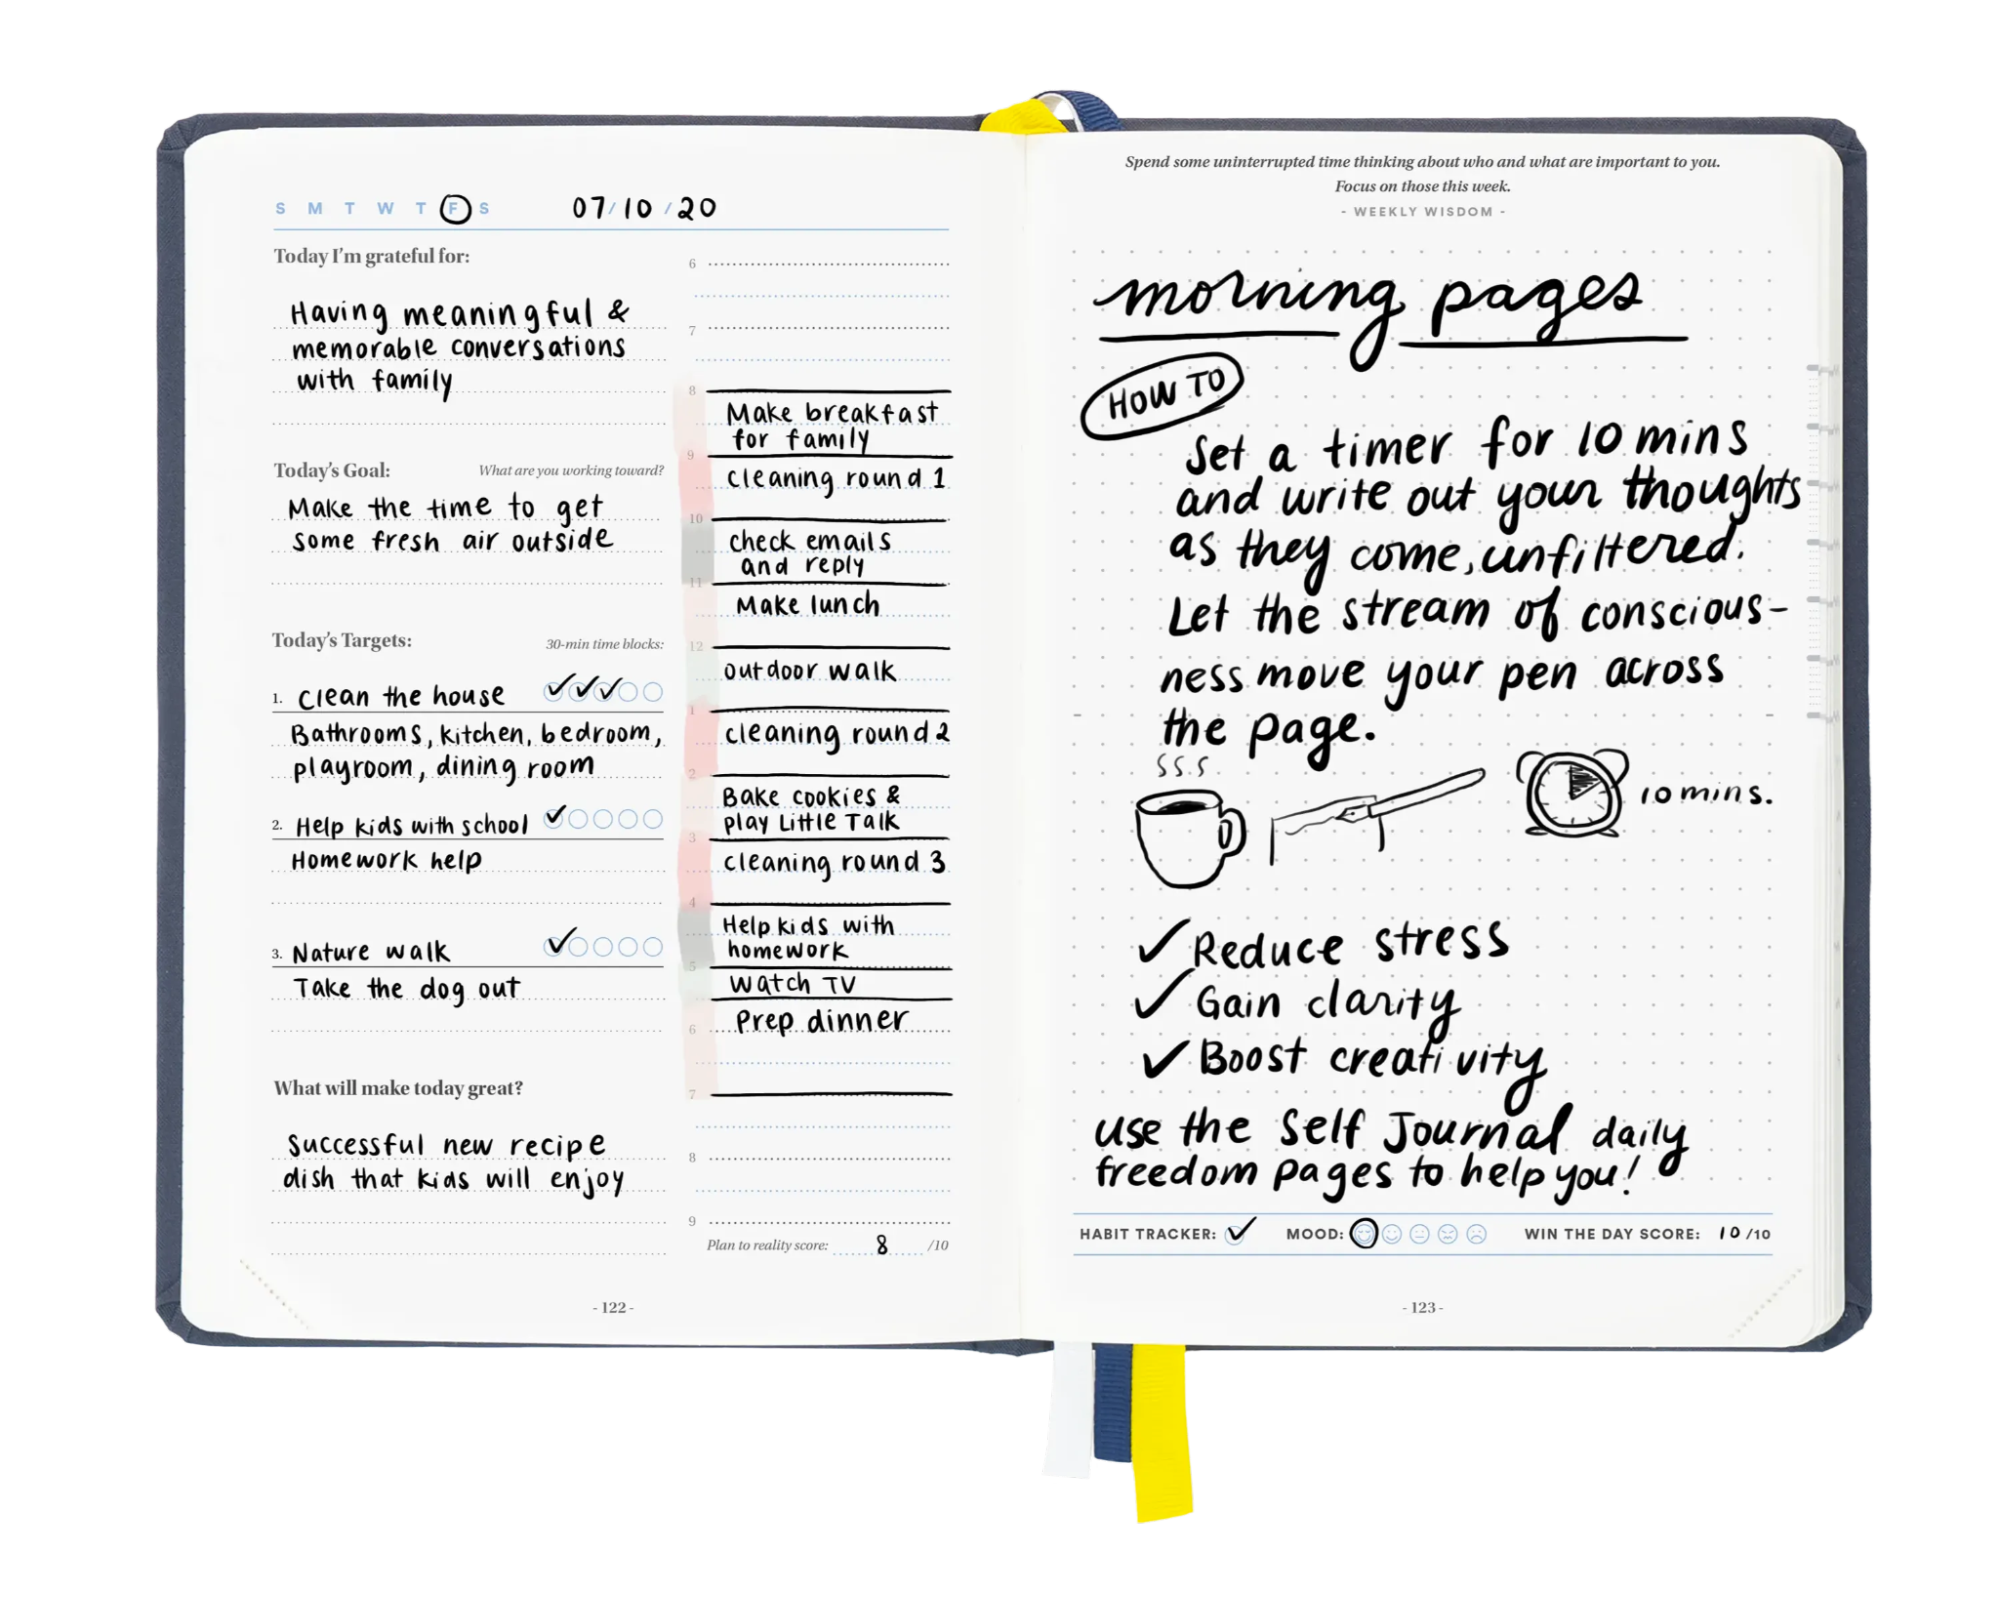 S M T W T F S 07/10/20
Today I'm grateful for:
Having meaningful &
memorable conversations
with family
Today's Goal: What are you working toward?
Make the time to get
some fresh air outside
Today's Targets: 30-min time blocks:
1. Clean the house
Bathrooms, kitchen, bedroom,
playroom, dining room
2. Help kids with school
Homework help
3. Nature walk
Take the dog out
What will make today great?
Successful new recipe
dish that kids will enjoy
6
7
8
Make breakfast
for family
9
cleaning round 1
10
check emails
and reply
11
Make lunch
12
outdoor walk
1
cleaning round 2
2
Bake cookies &
play Little Talk
3
cleaning round 3
4
Help kids with
homework
5
Watch TV
6 Prep dinner
7
8
9
Plan to reality score: 8 /10
- 122 -
Spend some uninterrupted time thinking about who and what are important to you.
Focus on those this week.
- WEEKLY WISDOM -
morning pages
HOW TO
Set a timer for 10 mins
and write out your thoughts
as they come, unfiltered.
Let the stream of conscious-
ness move your pen across
the page.
10 mins.
Reduce stress
Gain clarity
Boost creativity
use the Self Journal daily
freedom pages to help you!
HABIT TRACKER: MOOD: WIN THE DAY SCORE: 10 /10
- 123 -